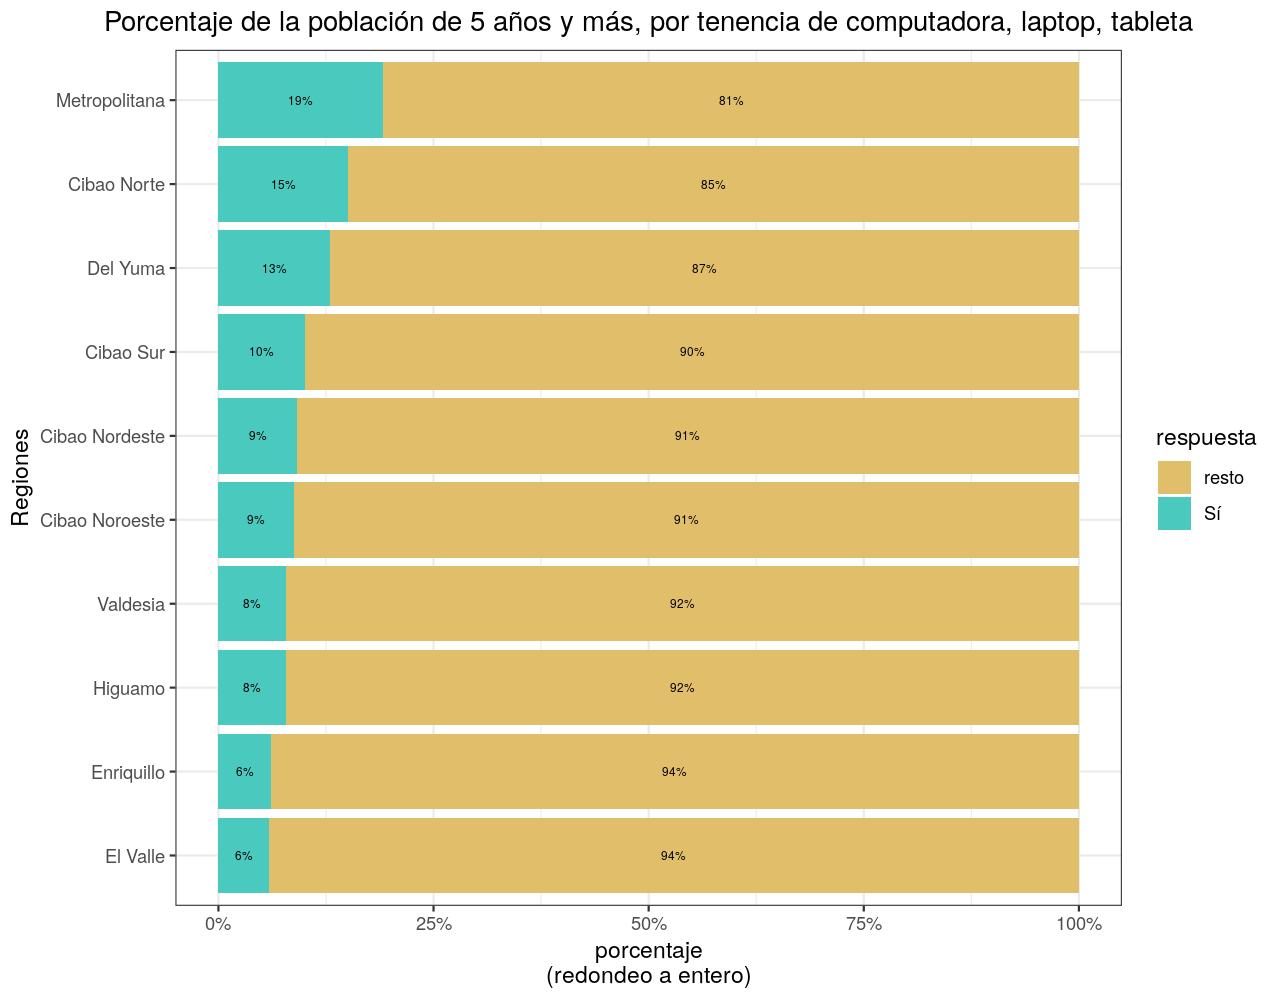 Porcentaje de la población de 5 años y más, por tenencia de computadora, laptop, tableta
Regiones
Metropolitana 19% 81%
Cibao Norte 15% 85%
Del Yuma 13% 87%
Cibao Sur 10% 90%
Cibao Nordeste 9% 91%
Cibao Noroeste 9% 91%
Valdesia 8% 92%
Higuamo 8% 92%
Enriquillo 6% 94%
El Valle 6% 94%
0% 25% 50% 75% 100%
porcentaje
(redondeo a entero)
respuesta
resto
Sí